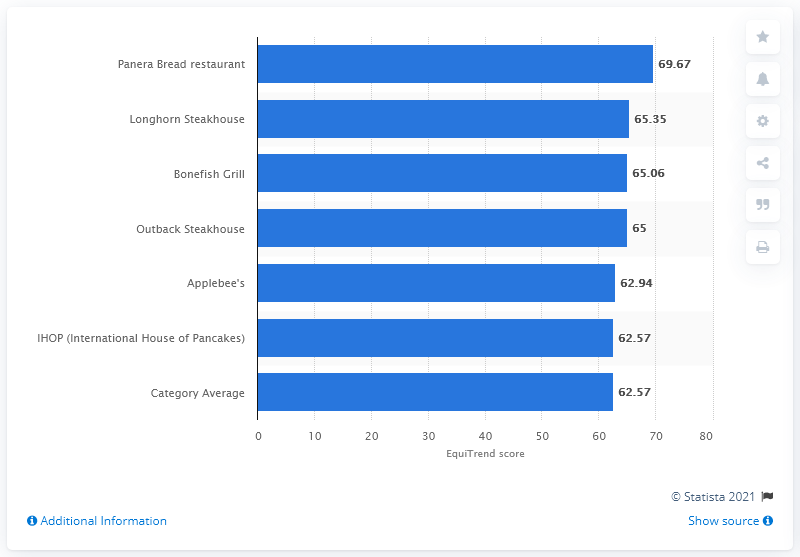 Panera Bread restaurant 69.67
Longhorn Steakhouse 65.35
Bonefish Grill 65.06
Outback Steakhouse 65
Applebee's 62.94
IHOP (International House of Pancakes) 62.57
Category Average 62.57
0 10 20 30 40 50 60 70 80
EquiTrend score
© Statista 2021
Additional Information Show source